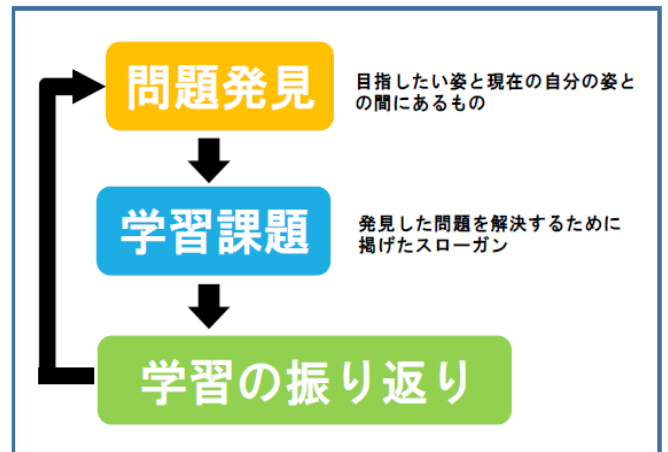 問題発見
目指したい姿と現在の自分の姿と
の間にあるもの
学習課題
発見した問題を解決するために
掲げたスローガン
学習の振り返り